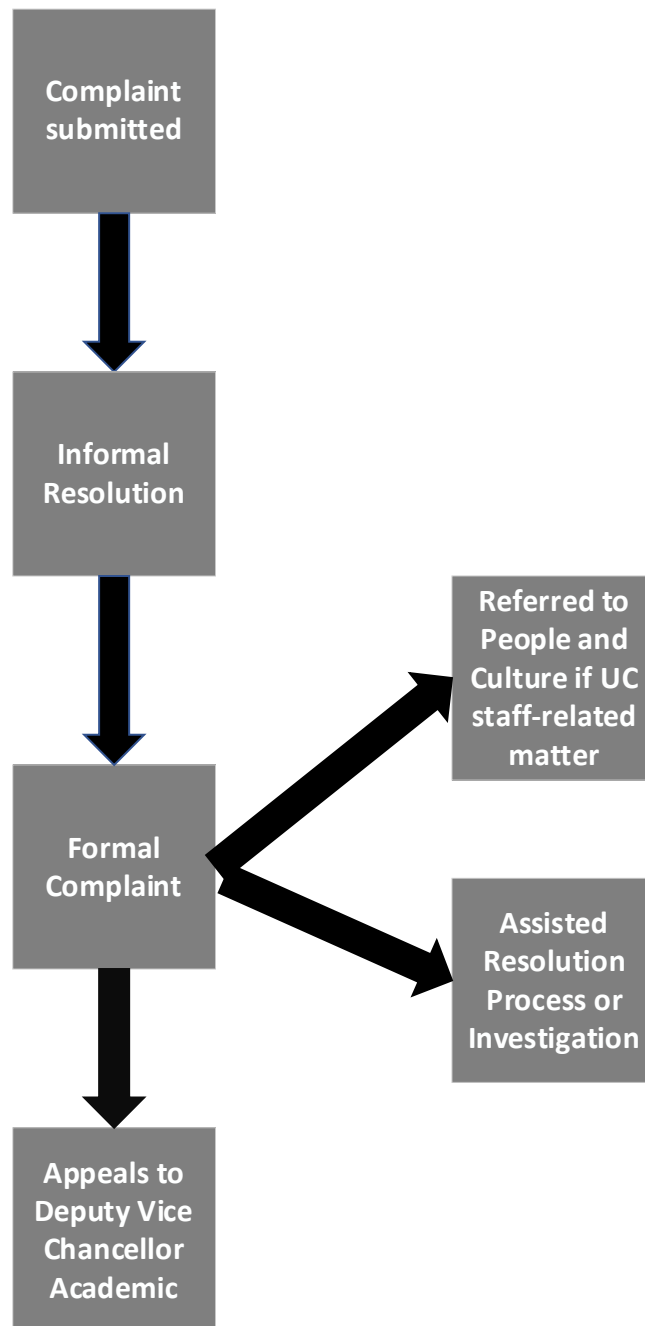 Complaint
submitted
Informal
Resolution
Formal
Complaint
Referred to
People and
Culture if UC
staff-related
matter
Assisted
Resolution
Process or
Investigation
Appeals to
Deputy Vice
Chancellor
Academic